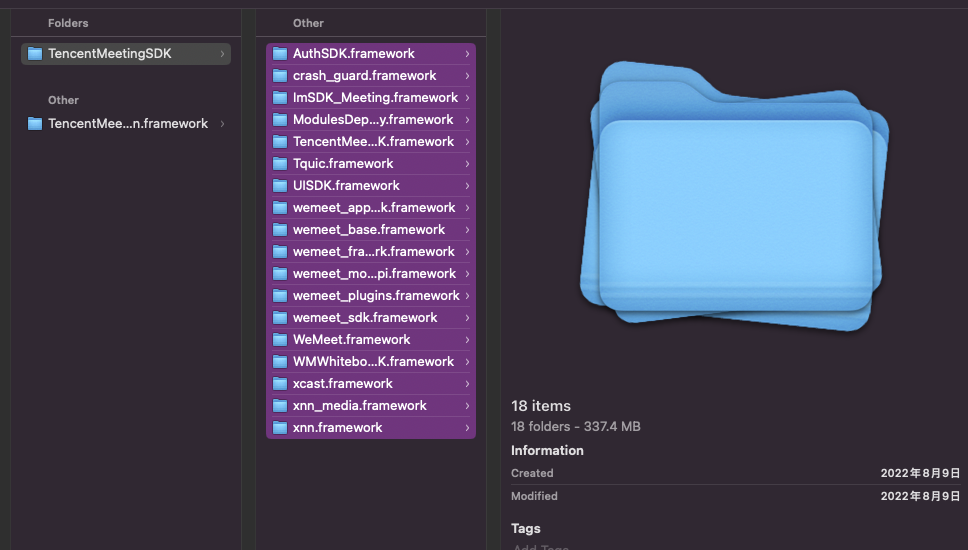 Folders
TencentMeetingSDK
Other
TencentMee...n.framework
Other
AuthSDK.framework
crash_guard.framework
ImSDK_Meeting.framework
ModulesDep...y.framework
TencentMee...K.framework
Tquic.framework
UISDK.framework
wemeet_app...k.framework
wemeet_base.framework
wemeet_fra...rk.framework
wemeet_mo...pi.framework
wemeet_plugins.framework
wemeet_sdk.framework
WeMeet.framework
WMWhitebo...K.framework
xcast.framework
xnn_media.framework
xnn.framework
18 items
18 folders - 337.4 MB
Information
Created 2022年8月9日
Modified 2022年8月9日
Tags
Add Tags